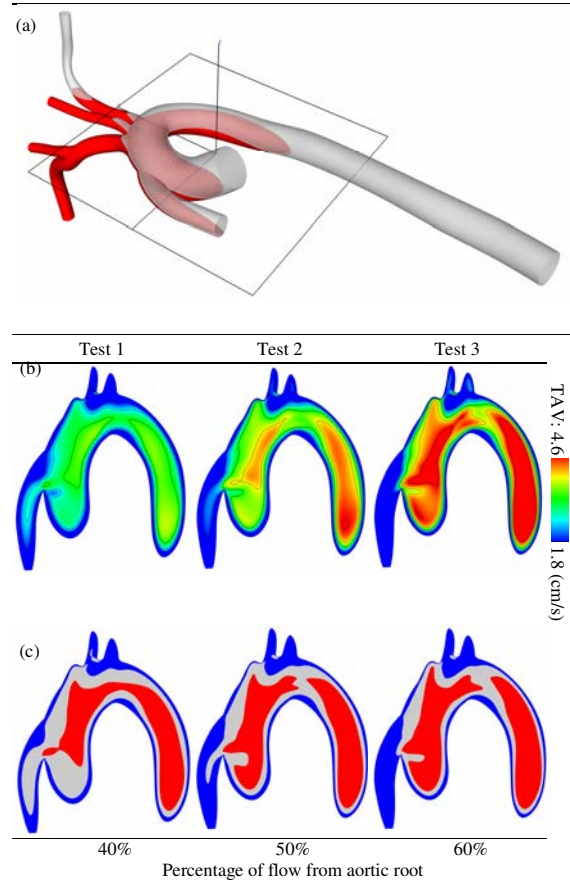 (a)
Test 1 Test 2 Test 3
(b)
TAV: 4.6 1.8 (cm/s)
(c)
40% 50% 60%
Percentage of flow from aortic root